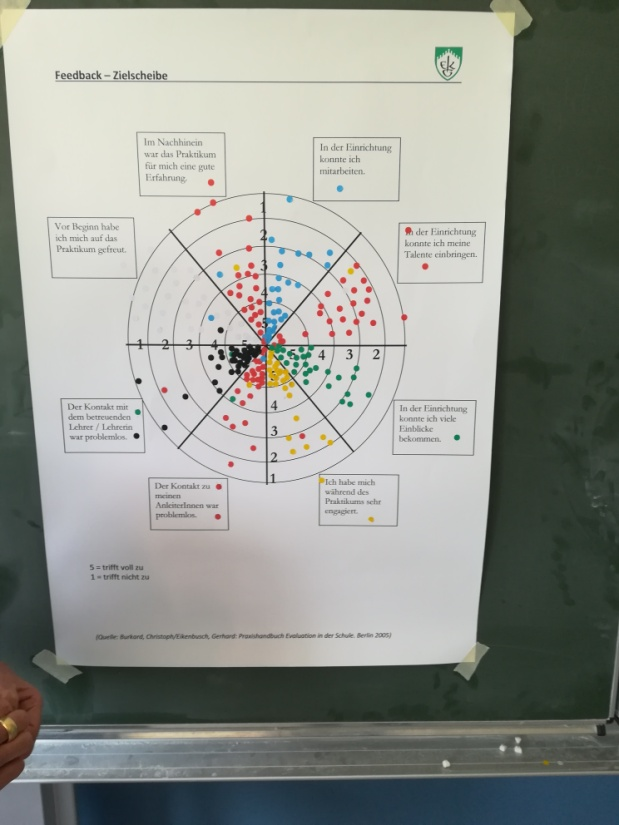 Feedback – Zielscheibe
Im Nachhinein
war das Praktikum
für mich eine gute
Erfahrung.
In der Einrichtung
konnte ich
mitarbeiten.
Vor Beginn habe
ich mich auf das
Praktikum gefreut.
In der Einrichtung
konnte ich meine
Talente einbringen.
1
2
3
4
5
1 2 3 4 5
4 3 2
5
4
3
2
1
Der Kontakt mit
dem betreuenden
Lehrer / Lehrerin
war problemlos.
In der Einrichtung
konnte ich viele
Einblicke
bekommen.
Der Kontakt zu
meinen
AnleiterInnen war
problemlos.
Ich habe mich
während des
Praktikums sehr
engagiert.
5 = trifft voll zu
1 = trifft nicht zu
(Quelle: Burkard, Christoph/Eikenbusch, Gerhard: Praxishandbuch Evaluation in der Schule. Berlin 2005)